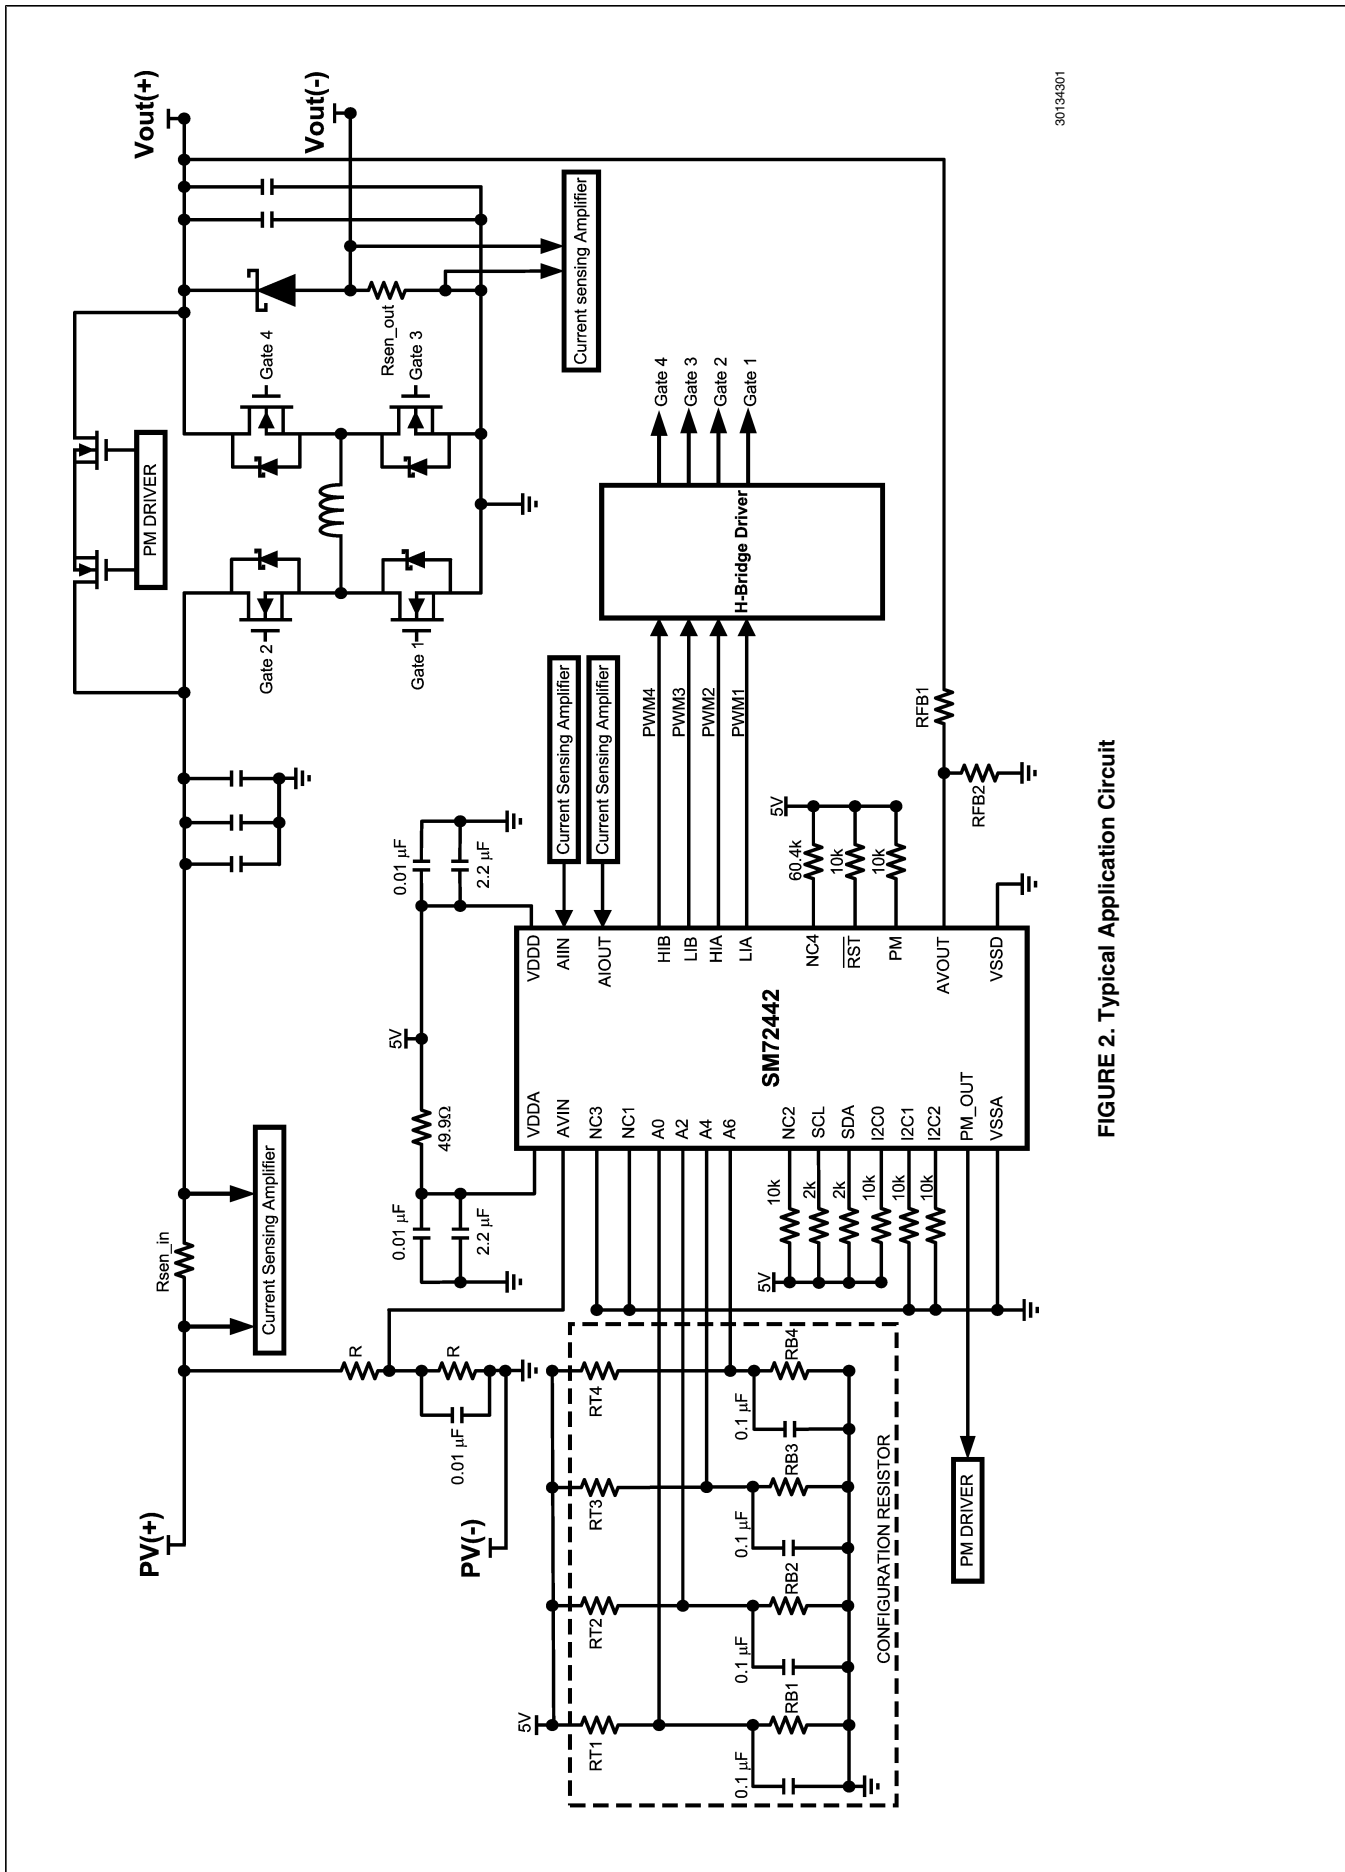 PV(+)
Rsen_in
Current Sensing Amplifier
PM DRIVER
Vout(+)
Vout(-)
Gate 2
Gate 1
Gate 4
Gate 3
Rsen_out
Current sensing Amplifier
R
R
0.01 µF
PV(-)
0.01 µF
2.2 µF
49.9Ω
5V
0.01 µF
2.2 µF
Current Sensing Amplifier
Current Sensing Amplifier
5V
RT1
RT2
RT3
RT4
0.1 µF
RB1
0.1 µF
RB2
0.1 µF
RB3
0.1 µF
RB4
CONFIGURATION RESISTOR
PM DRIVER
5V
10k
2k
2k
10k
10k
10k
VDDA
AVIN
NC3
NC1
A0
A2
A4
A6
NC2
SCL
SDA
I2C0
I2C1
I2C2
PM_OUT
VSSA
SM72442
VDDD
AIIN
AIOUT
HIB
LIB
HIA
LIA
NC4
RST
PM
AVOUT
VSSD
PWM4
PWM3
PWM2
PWM1
H-Bridge Driver
Gate 4
Gate 3
Gate 2
Gate 1
5V
60.4k
10k
10k
RFB1
RFB2
30134301
FIGURE 2. Typical Application Circuit